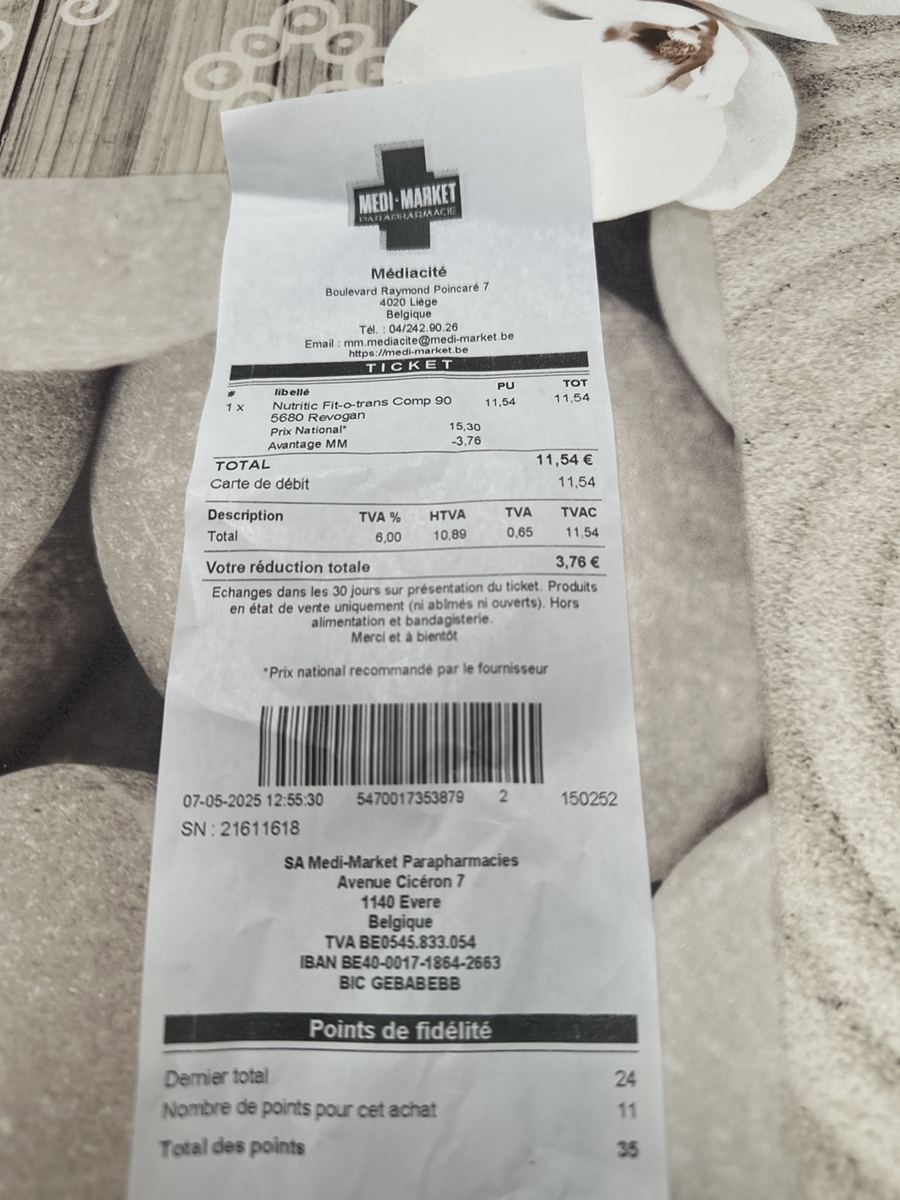 MEDI-MARKET
PARAPHARMACIE
Médiacité
Boulevard Raymond Poincaré 7
4020 Liège
Belgique
Tél. : 04/242.90.26
Email : mm.mediacite@medi-market.be
https://medi-market.be
TICKET
# libellé PU TOT
1 x Nutritic Fit-o-trans Comp 90 11,54 11,54
5680 Revogan
Prix National* 15,30
Avantage MM -3,76
TOTAL 11,54 €
Carte de débit 11,54
Description TVA % HTVA TVA TVAC
Total 6,00 10,89 0,65 11,54
Votre réduction totale 3,76 €
Echanges dans les 30 jours sur présentation du ticket. Produits
en état de vente uniquement (ni abîmés ni ouverts). Hors
alimentation et bandagisterie.
Merci et à bientôt
*Prix national recommandé par le fournisseur
07-05-2025 12:55:30 5470017353879 2 150252
SN : 21611618
SA Medi-Market Parapharmacies
Avenue Cicéron 7
1140 Evere
Belgique
TVA BE0545.833.054
IBAN BE40-0017-1864-2663
BIC GEBABEBB
Points de fidélité
Dernier total 24
Nombre de points pour cet achat 11
Total des points 35